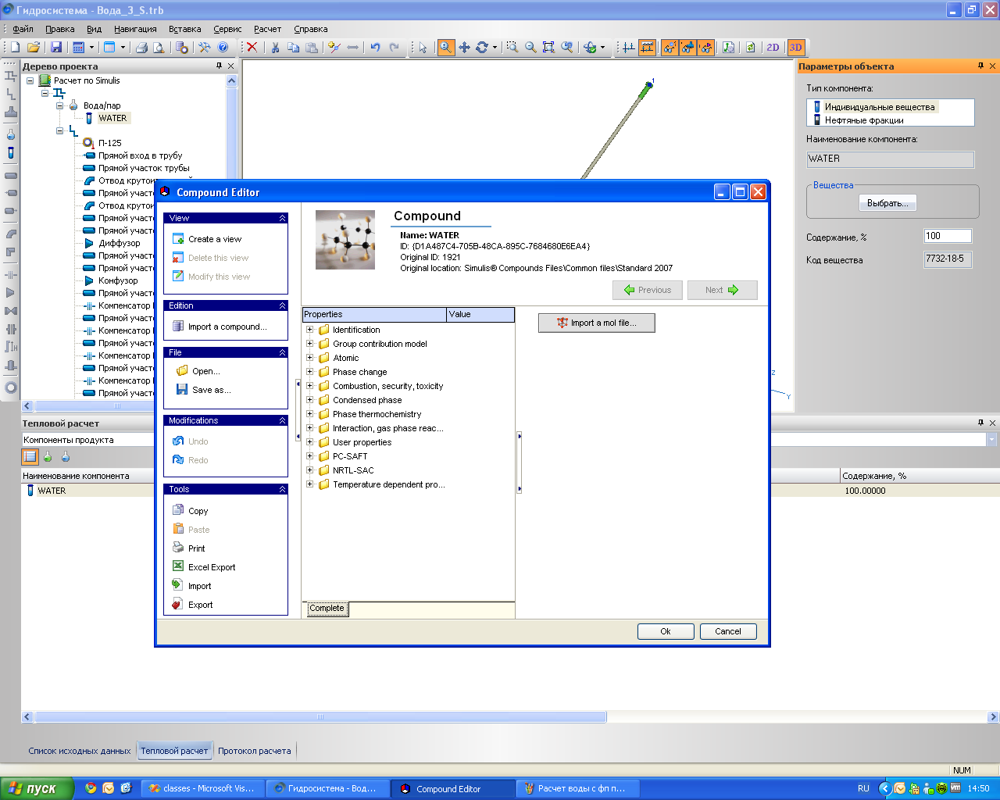 Гидросистема - Вода_3_S.trb
Файл Правка Вид Навигация Вставка Сервис Расчет Справка
2D 3D
Дерево проекта
Расчет по Simulis
Вода/пар
WATER
П-125
Прямой вход в трубу
Прямой участок трубы
Отвод крутои
Прямой участ
Отвод крутои
Прямой участ
Прямой участ
Диффузор
Прямой участ
Прямой участ
Конфузор
Прямой участ
Компенсатор
Прямой участ
Компенсатор
Прямой участ
Компенсатор
Прямой участ
Компенсатор
Прямой участ
1
Z
Y
Параметры объекта
Тип компонента:
Индивидуальные вещества
Нефтяные фракции
Наименование компонента:
WATER
Вещества
Выбрать...
Содержание, % 100
Код вещества 7732-18-5
Compound Editor
View
Create a view
Delete this view
Modify this view
Edition
Import a compound...
File
Open...
Save as...
Modifications
Undo
Redo
Tools
Copy
Paste
Print
Excel Export
Import
Export
Compound
Name: WATER
ID: {D1A487C4-705B-48CA-895C-7684680E6EA4}
Original ID: 1921
Original location: Simulis® Compounds Files\Common files\Standard 2007
Previous Next
Properties Value
Identification
Group contribution model
Atomic
Phase change
Combustion, security, toxicity
Condensed phase
Phase thermochemistry
Interaction, gas phase reac...
User properties
PC-SAFT
NRTL-SAC
Temperature dependent pro...
Import a mol file...
Complete
Ok Cancel
Тепловой расчет
Компоненты продукта
Наименование компонента Содержание, %
WATER 100.00000
Список исходных данных Тепловой расчет Протокол расчета
NUM
пуск classes - Microsoft Vis... Гидросистема - Вод... Compound Editor Расчет воды с фп п... RU 14:50